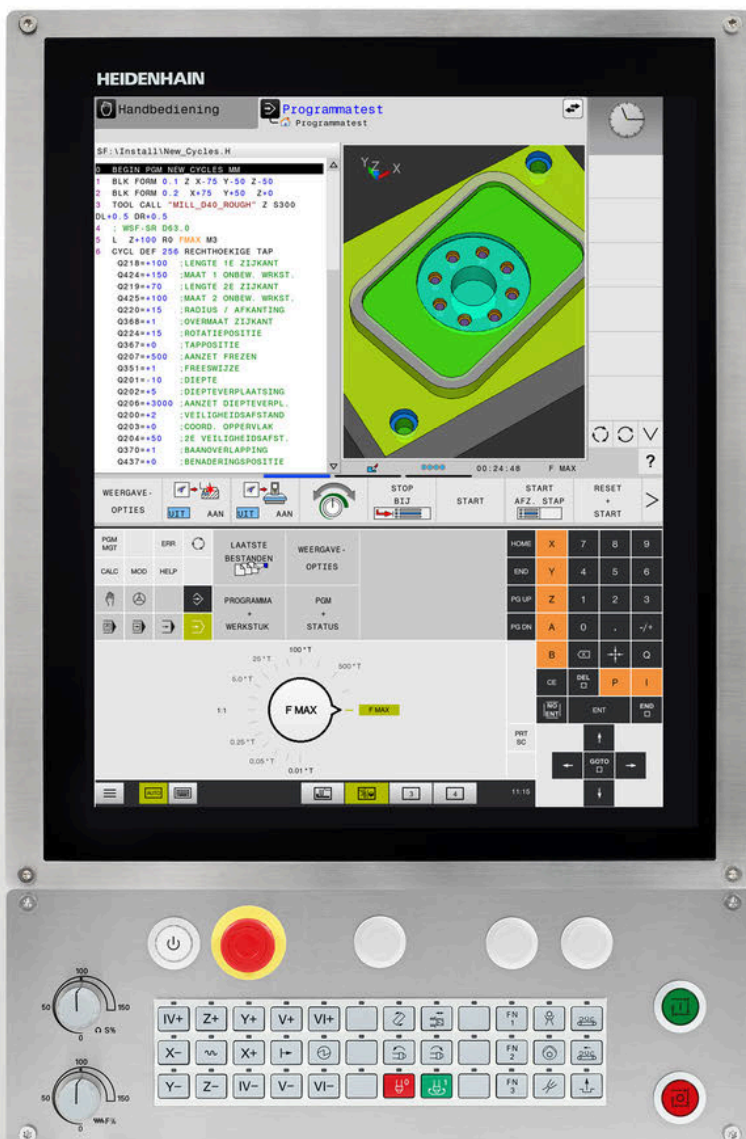 HEIDENHAIN
Handbediening
Programmatest
Programmatest
SF:\Install\New_Cycles.H
0 BEGIN PGM NEW_CYCLES MM
1 BLK FORM 0.1 Z X-75 Y-50 Z-50
2 BLK FORM 0.2 X+75 Y+50 Z+0
3 TOOL CALL "MILL_D40_ROUGH" Z S300
DL+0.5 DR+0.5
4 ; WSF-SR D63.0
5 L Z+100 R0 FMAX M3
6 CYCL DEF 256 RECHTHOEKIGE TAP
Q218=+100 ;LENGTE 1E ZIJKANT
Q424=+150 ;MAAT 1 ONBEW. WRKST.
Q219=+70 ;LENGTE 2E ZIJKANT
Q425=+100 ;MAAT 2 ONBEW. WRKST.
Q220=+15 ;RADIUS / AFKANTING
Q368=+1 ;OVERMAAT ZIJKANT
Q224=+15 ;ROTATIEPOSITIE
Q367=+0 ;TAPPOSITIE
Q207=+500 ;AANZET FREZEN
Q351=+1 ;FREESWIJZE
Q201=-10 ;DIEPTE
Q202=+5 ;DIEPTEVERPLAATSING
Q206=+3000 ;AANZET DIEPTEVERPL.
Q200=+2 ;VEILIGHEIDSAFSTAND
Q203=+0 ;COORD. OPPERVLAK
Q204=+50 ;2E VEILIGHEIDSAFST.
Q370=+1 ;BAANOVERLAPPING
Q437=+0 ;BENADERINGSPOSITIE
Y Z X
00:24:48 F MAX
?
WEERGAVE-
OPTIES
UIT AAN
UIT AAN
STOP
BIJ
START
START
AFZ. STAP
RESET
+
START
PGM
MGT
ERR
CALC MOD HELP
LAATSTE
BESTANDEN
WEERGAVE-
OPTIES
PROGRAMMA
+
WERKSTUK
PGM
+
STATUS
HOME X 7 8 9
END Y 4 5 6
PG UP Z 1 2 3
PG DN A 0 . -/+
B Q
CE DEL P I
NO
ENT
ENT
END
PRT
SC
GOTO
100*T
25*T
500*T
5.0*T
1:1
F MAX
F MAX
0.25*T
0.05*T
0.01*T
AUTO
3 4
11:15
100
50 150
0
S%
100
50 150
0
F%
IV+ Z+ Y+ V+ VI+ FN
1
X- X+ FN
2
Y- Z- IV- V- VI- 0 1 FN
3